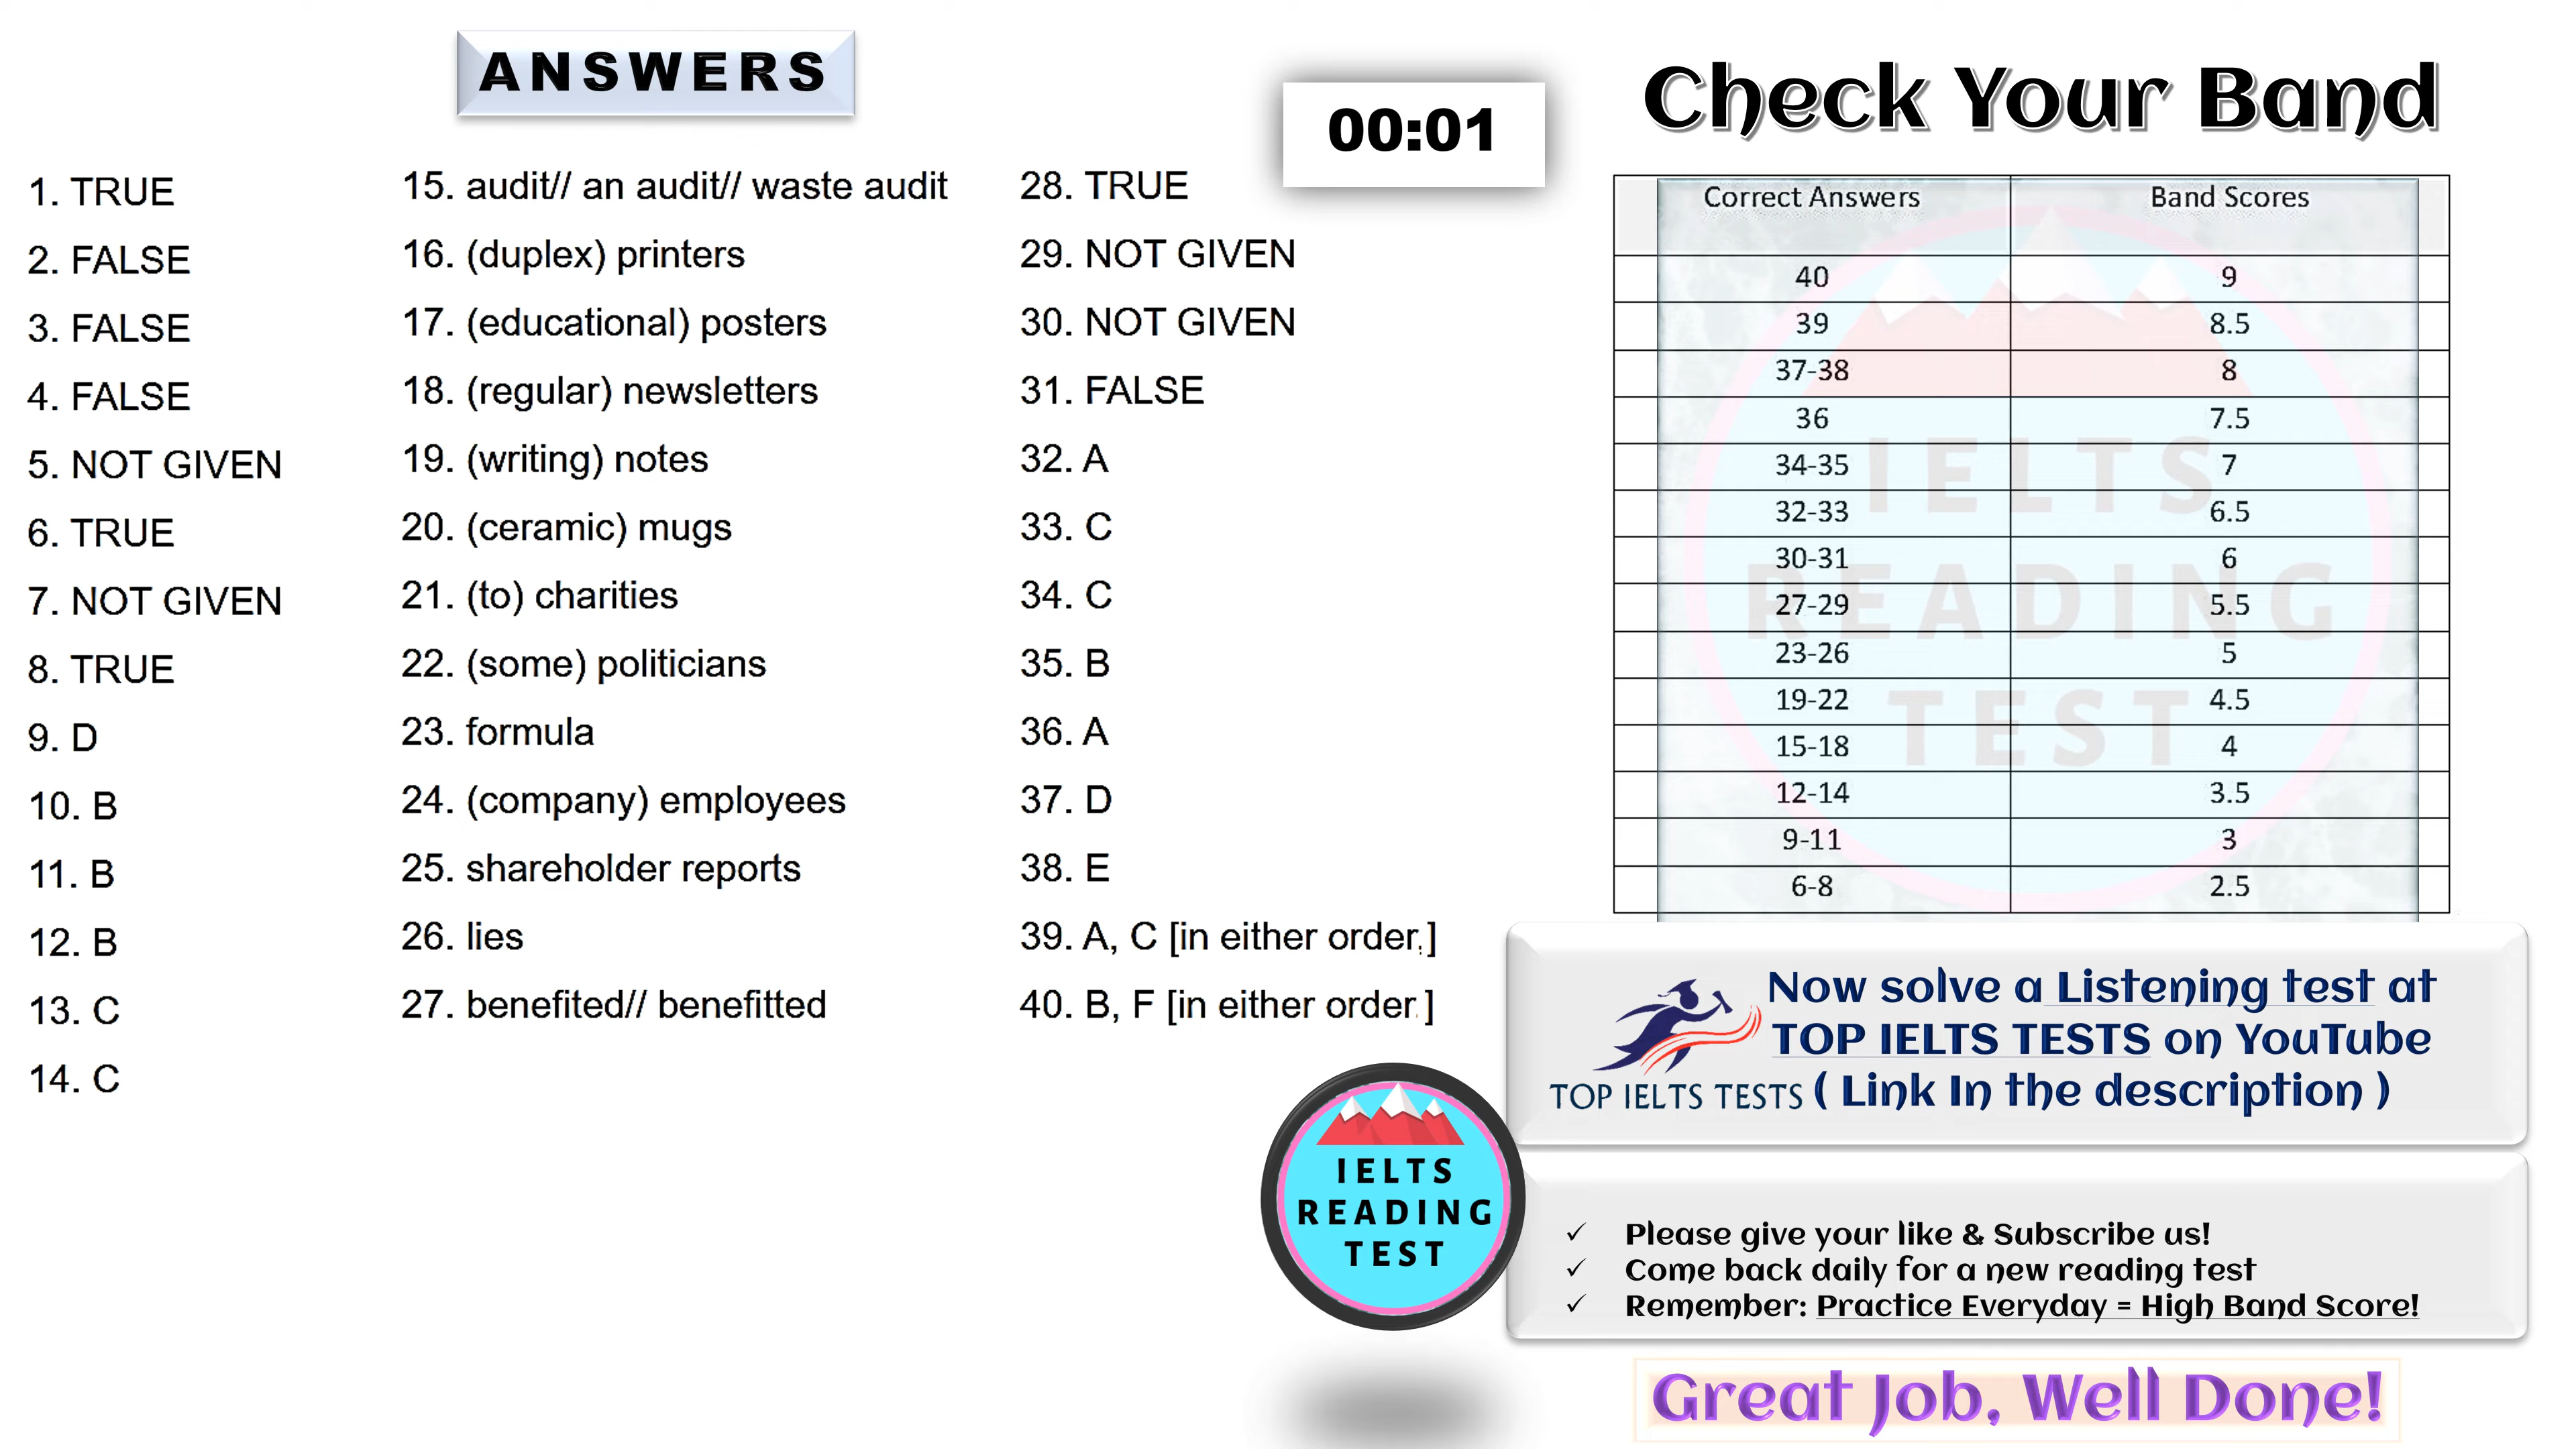 ANSWERS
1. TRUE
2. FALSE
3. FALSE
4. FALSE
5. NOT GIVEN
6. TRUE
7. NOT GIVEN
8. TRUE
9. D
10. B
11. B
12. B
13. C
14. C
15. audit// an audit// waste audit
16. (duplex) printers
17. (educational) posters
18. (regular) newsletters
19. (writing) notes
20. (ceramic) mugs
21. (to) charities
22. (some) politicians
23. formula
24. (company) employees
25. shareholder reports
26. lies
27. benefited// benefitted
28. TRUE
29. NOT GIVEN
30. NOT GIVEN
31. FALSE
32. A
33. C
34. C
35. B
36. A
37. D
38. E
39. A, C [in either order,]
40. B, F [in either order.]
00:01
Check Your Band
Correct Answers Band Scores
40 9
39 8.5
37-38 8
36 7.5
34-35 7
32-33 6.5
30-31 6
27-29 5.5
23-26 5
19-22 4.5
15-18 4
12-14 3.5
9-11 3
6-8 2.5
IELTS
READING
TEST
Now solve a Listening test at
TOP IELTS TESTS on YouTube
( Link In the description )
TOP IELTS TESTS
IELTS
READING
TEST
✓ Please give your like & Subscribe us!
✓ Come back daily for a new reading test
✓ Remember: Practice Everyday = High Band Score!
Great Job, Well Done!